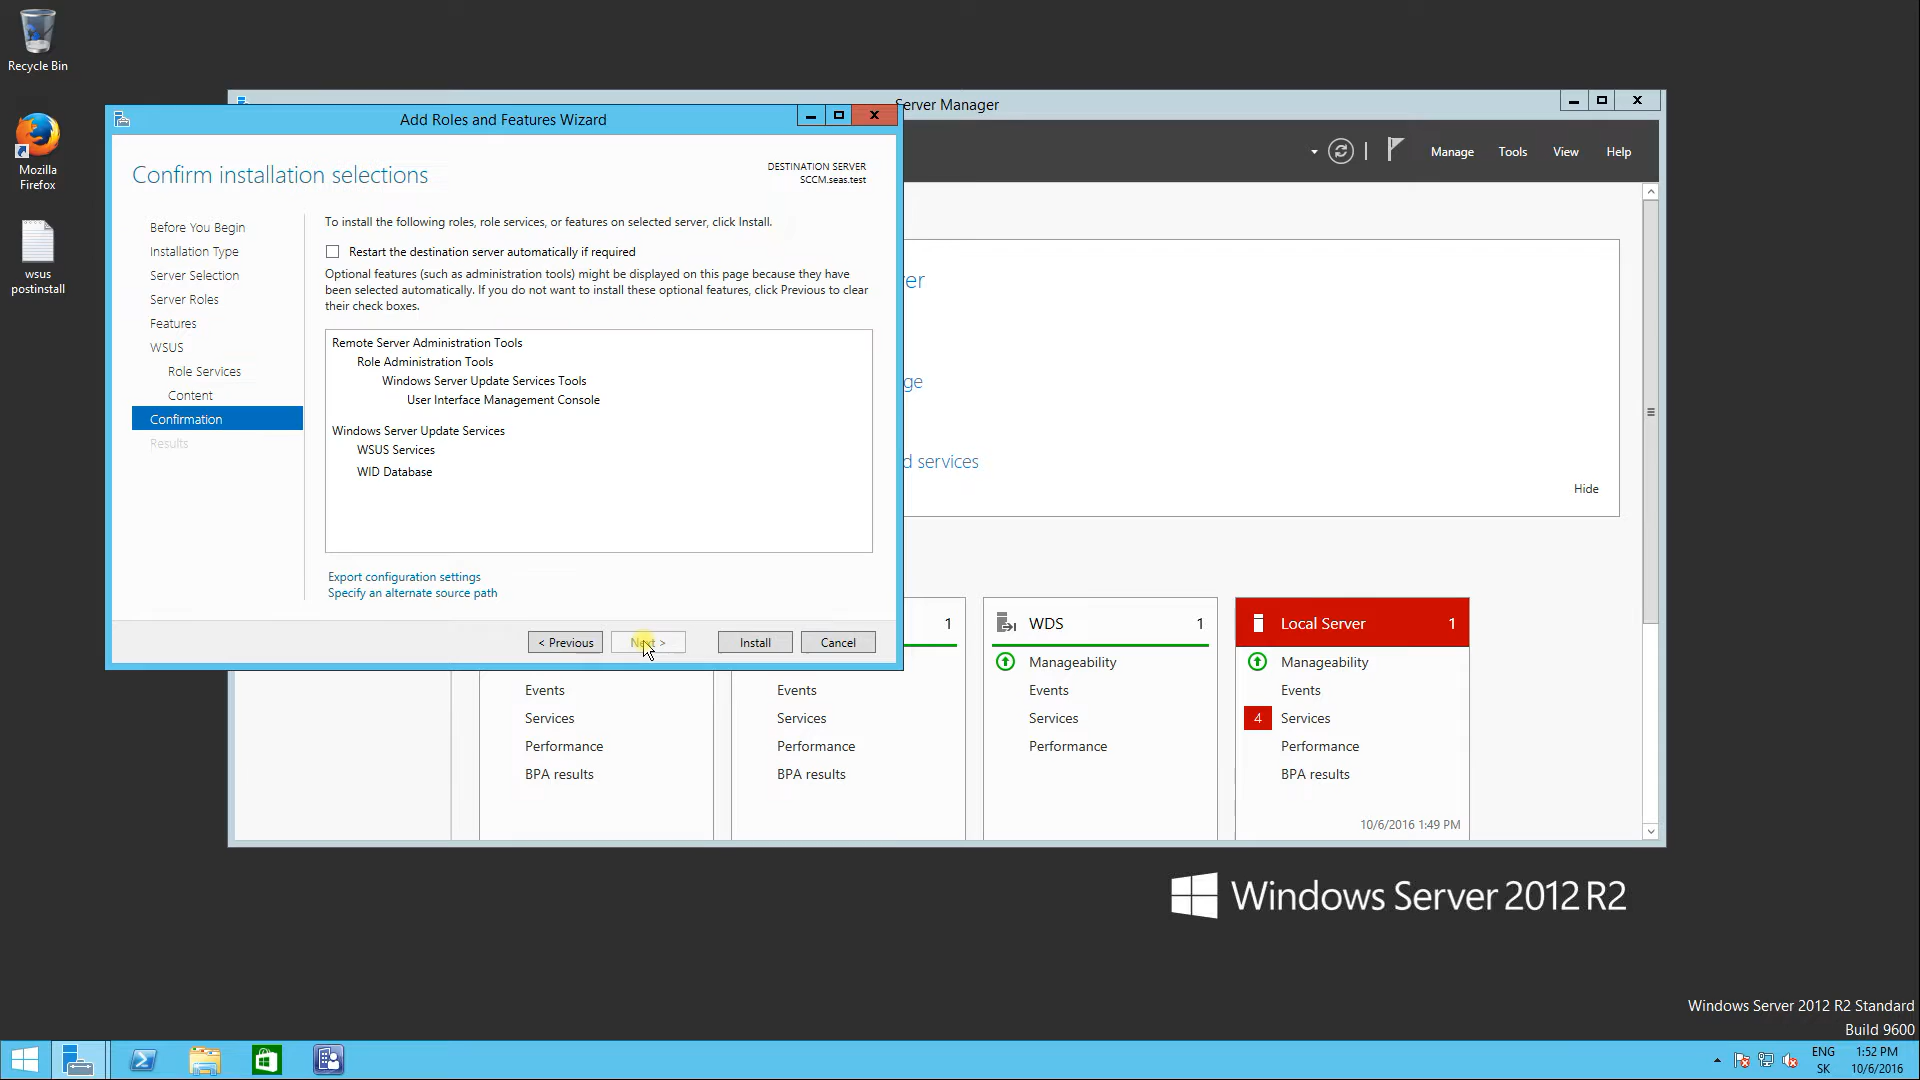 Recycle Bin
Mozilla
Firefox
wsus
postinstall
Server Manager
Manage
Tools
View
Help
Add Roles and Features Wizard
Confirm installation selections
DESTINATION SERVER
SCCM.seas.test
Before You Begin
Installation Type
Server Selection
Server Roles
Features
WSUS
Role Services
Content
Confirmation
Results
To install the following roles, role services, or features on selected server, click Install.
Restart the destination server automatically if required
Optional features (such as administration tools) might be displayed on this page because they have
been selected automatically. If you do not want to install these optional features, click Previous to clear
their check boxes.
Remote Server Administration Tools
Role Administration Tools
Windows Server Update Services Tools
User Interface Management Console
Windows Server Update Services
WSUS Services
WID Database
Export configuration settings
Specify an alternate source path
< Previous
Next >
Install
Cancel
er
ge
d services
Hide
Events
Services
Performance
BPA results
1
Events
Services
Performance
BPA results
WDS 1
Manageability
Events
Services
Performance
Local Server 1
Manageability
Events
4 Services
Performance
BPA results
10/6/2016 1:49 PM
Windows Server 2012 R2
Windows Server 2012 R2 Standard
Build 9600
ENG
SK
1:52 PM
10/6/2016